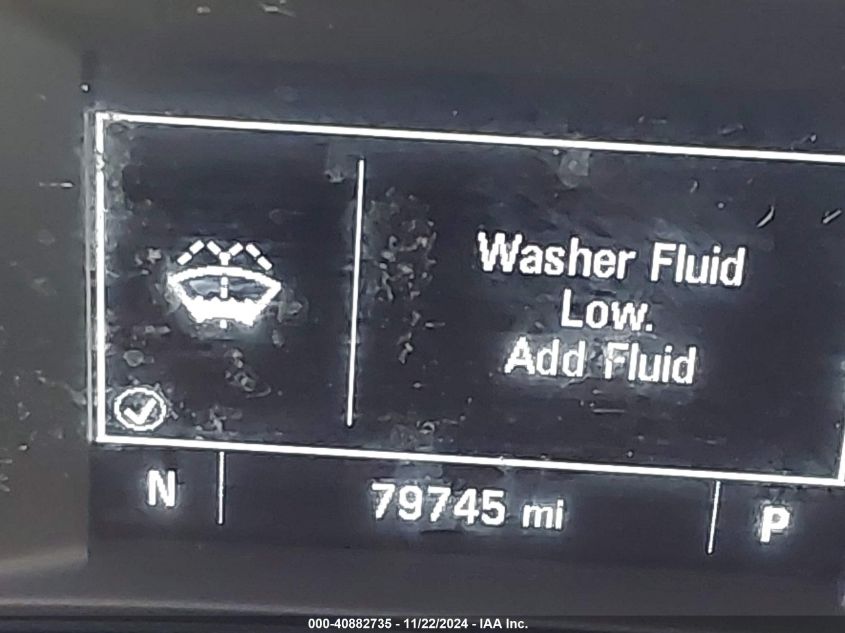 Washer Fluid
Low.
Add Fluid
N 79745 mi P
000-40882735 - 11/22/2024 - IAA Inc.